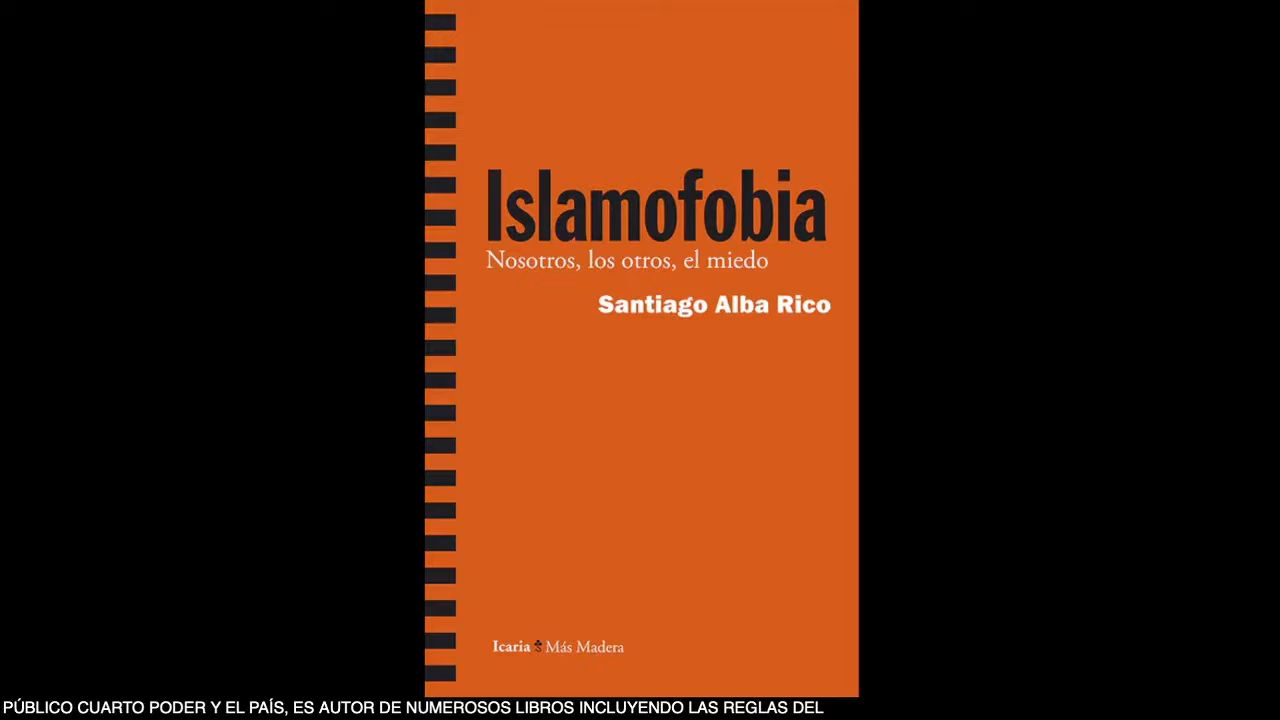 Islamofobia
Nosotros, los otros, el miedo
Santiago Alba Rico
Icaria Más Madera
PÚBLICO CUARTO PODER Y EL PAÍS, ES AUTOR DE NUMEROSOS LIBROS INCLUYENDO LAS REGLAS DEL